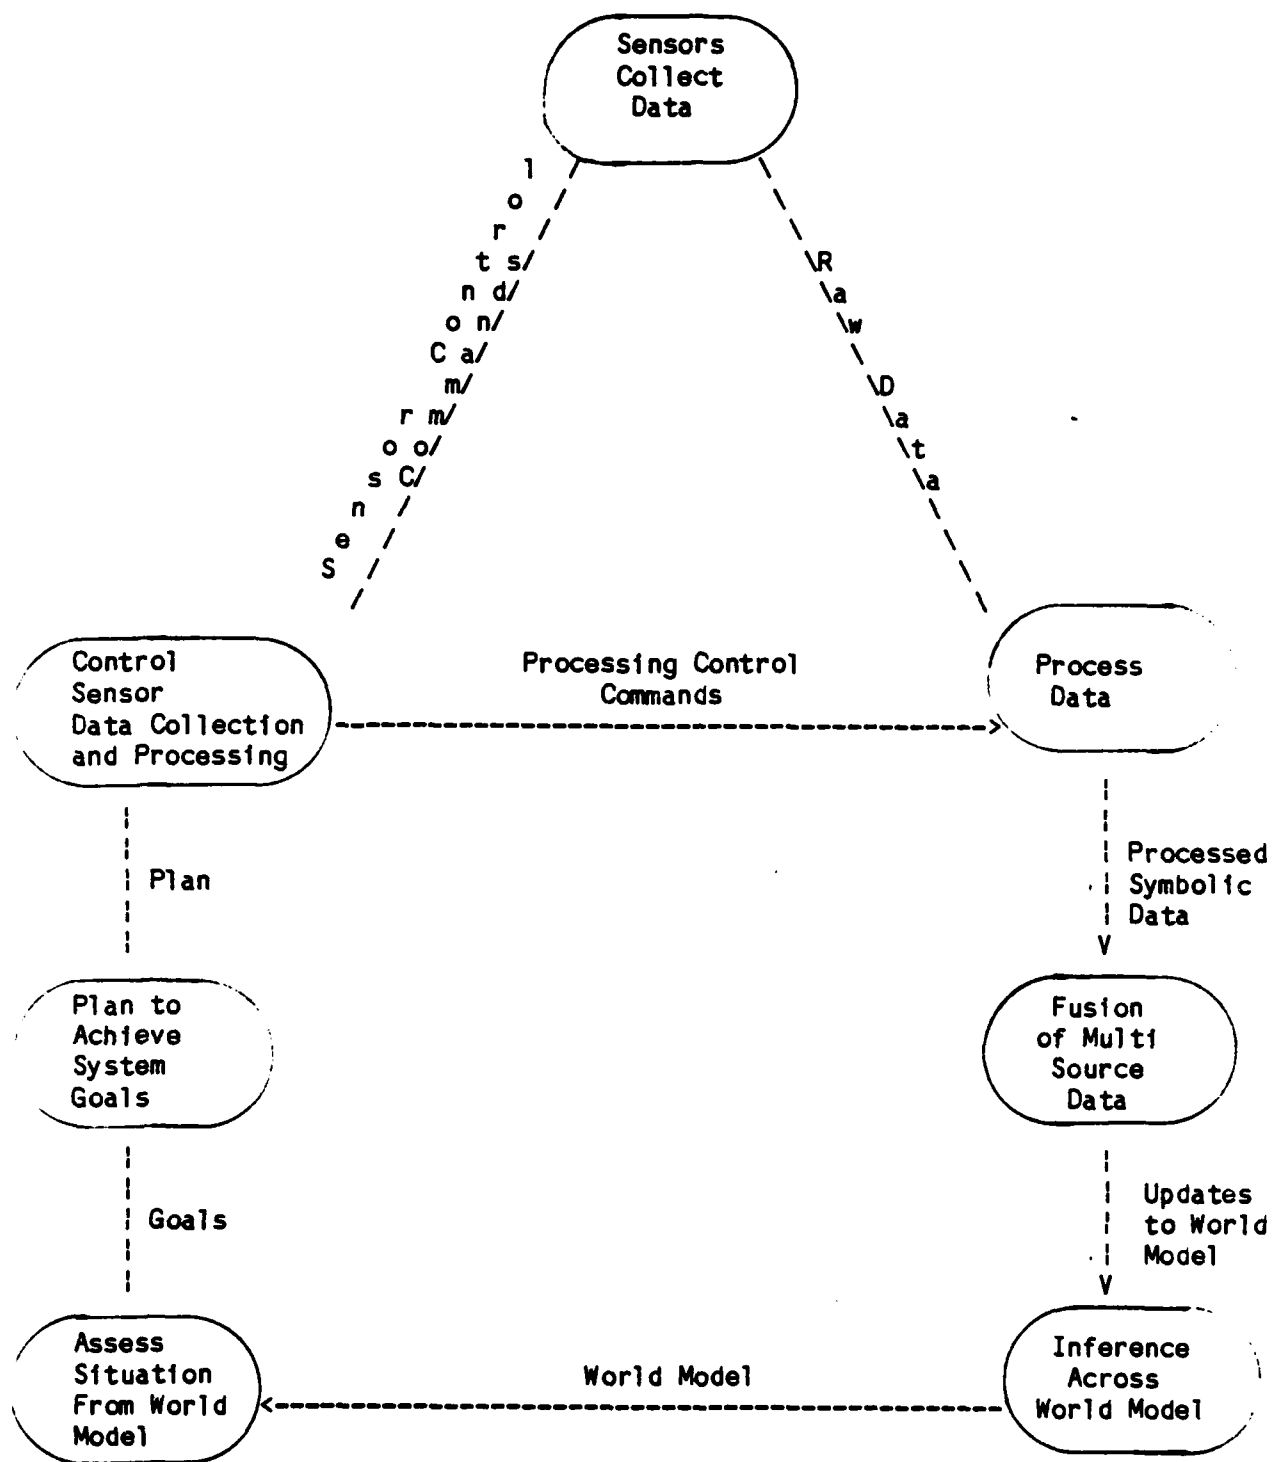 Sensors
Collect
Data
Sensor Control
Commands
Raw Data
Control
Sensor
Data Collection
and Processing
Processing Control
Commands
Process
Data
Plan
Processed
Symbolic
Data
Plan to
Achieve
System
Goals
Fusion
of Multi
Source
Data
Goals
Updates
to World
Model
Assess
Situation
From World
Model
World Model
Inference
Across
World Model